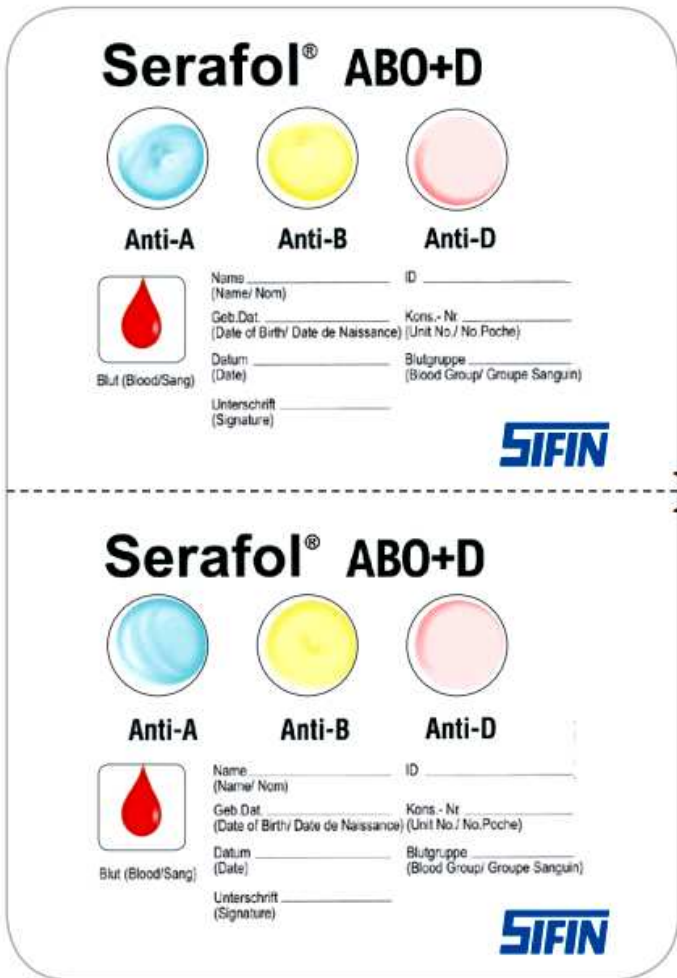 Serafol® ABO+D
Anti-A Anti-B Anti-D
Name ID
(Name/ Nom)
Geb.Dat. Kons.- Nr.
(Date of Birth/ Date de Naissance) (Unit No./ No.Poche)
Datum Blutgruppe
(Date) (Blood Group/ Groupe Sanguin)
Blut (Blood/Sang)
Unterschrift
(Signature)
SIFIN
Serafol® ABO+D
Anti-A Anti-B Anti-D
Name ID
(Name/ Nom)
Geb.Dat. Kons.- Nr.
(Date of Birth/ Date de Naissance) (Unit No./ No.Poche)
Datum Blutgruppe
(Date) (Blood Group/ Groupe Sanguin)
Blut (Blood/Sang)
Unterschrift
(Signature)
SIFIN